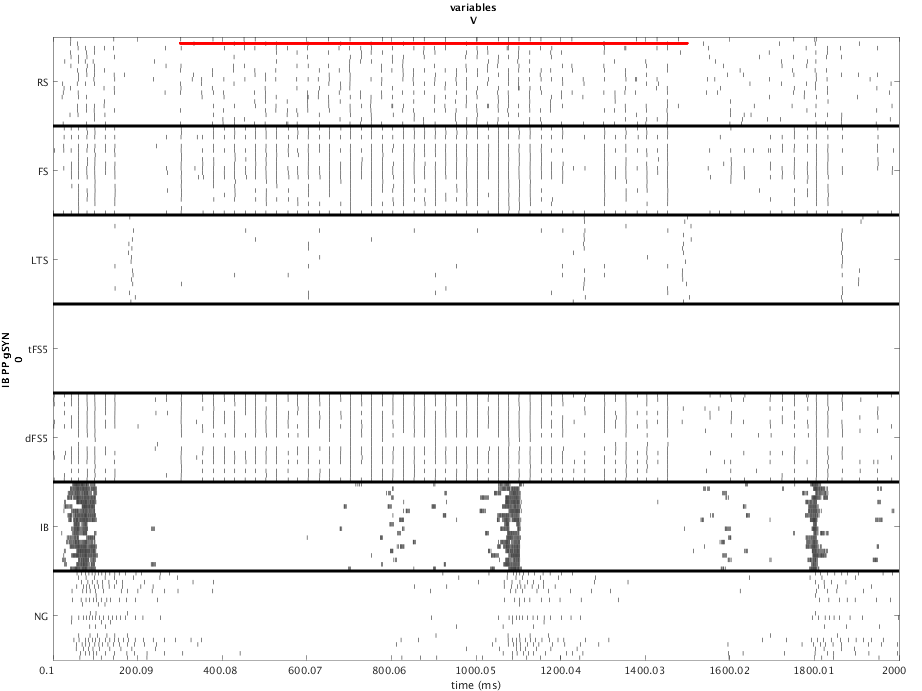 variables
V
RS
FS
LTS
IB PP gSYN
0
tFS5
dFS5
IB
NG
0.1 200.09 400.08 600.07 800.06 1000.05 1200.04 1400.03 1600.02 1800.01 2000
time (ms)